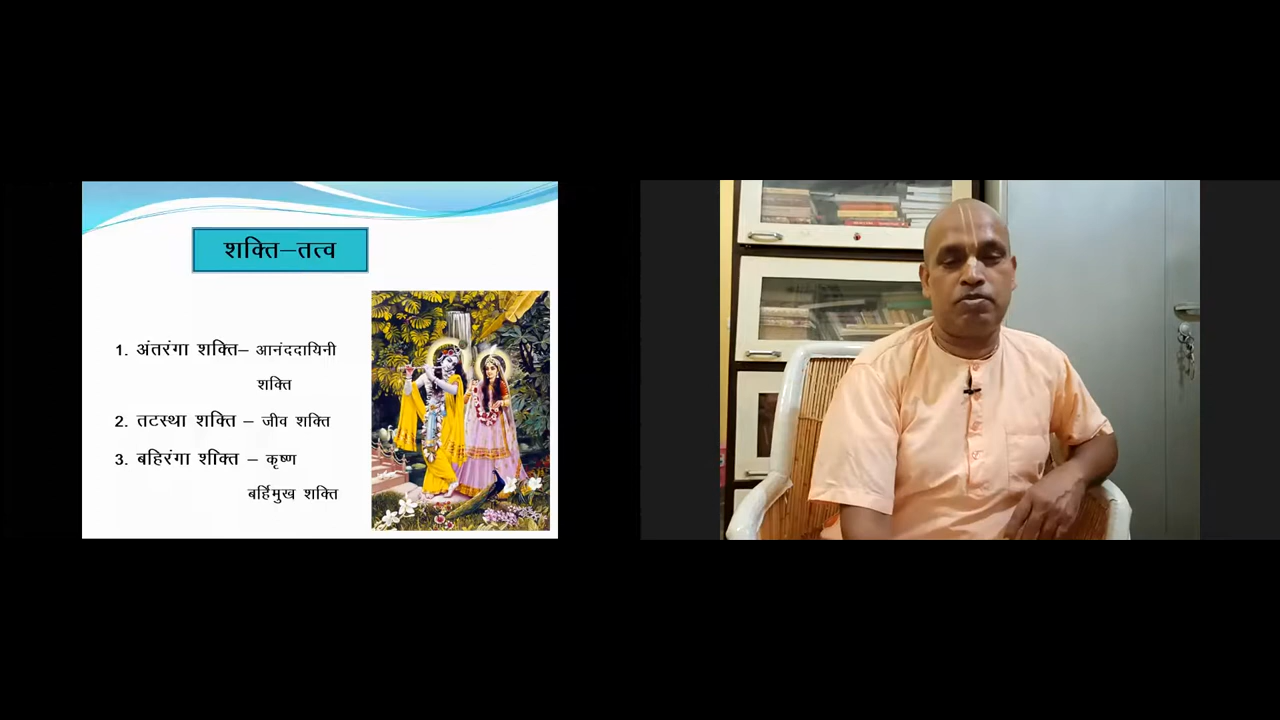 शक्ति–तत्व
1. अंतरंगा शक्ति– आनंददायिनी
शक्ति
2. तटस्था शक्ति – जीव शक्ति
3. बहिरंगा शक्ति – कृष्ण
बर्हिमुख शक्ति